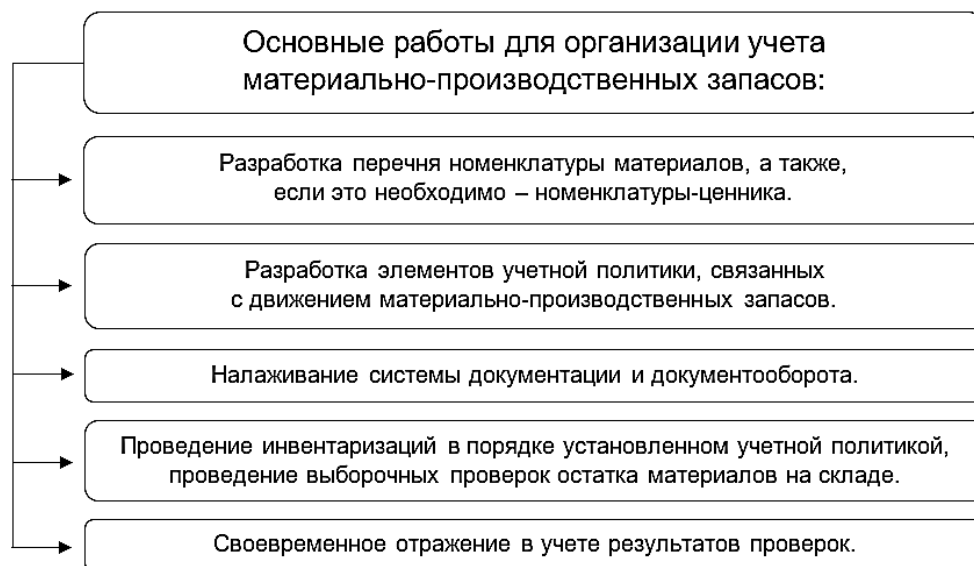 Основные работы для организации учета
материально-производственных запасов:
Разработка перечня номенклатуры материалов, а также,
если это необходимо – номенклатуры-ценника.
Разработка элементов учетной политики, связанных
с движением материально-производственных запасов.
Налаживание системы документации и документооборота.
Проведение инвентаризаций в порядке установленном учетной политикой,
проведение выборочных проверок остатка материалов на складе.
Своевременное отражение в учете результатов проверок.